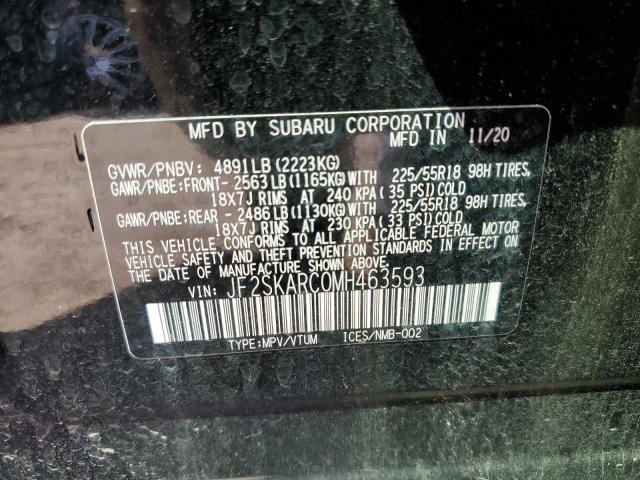 MFD BY SUBARU CORPORATION
MFD IN 11/20
GVWR/PNBV: 4891LB(2223KG)
GAWR/PNBE:FRONT- 2563LB(1165KG)WITH 225/55R18 98H TIRES,
18X7J RIMS AT 240 KPA(35 PSI)COLD
GAWR/PNBE:REAR - 2486LB(1130KG)WITH 225/55R18 98H TIRES,
18X7J RIMS AT 230 KPA(33 PSI)COLD
THIS VEHICLE CONFORMS TO ALL APPLICABLE FEDERAL MOTOR
VEHICLE SAFETY AND THEFT PREVENTION STANDARDS IN EFFECT ON
THE DATE OF MANUFACTURE SHOWN ABOVE.
VIN: JF2SKARC0MH463593
TYPE:MPV/VTUM ICES/NMB-002